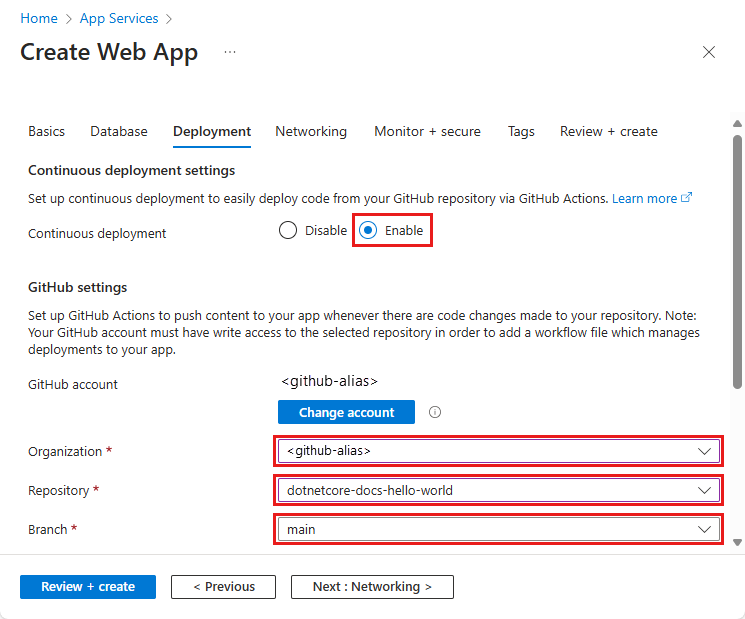 Home > App Services >
Create Web App ...
Basics Database Deployment Networking Monitor + secure Tags Review + create
Continuous deployment settings
Set up continuous deployment to easily deploy code from your GitHub repository via GitHub Actions. Learn more
Continuous deployment Disable Enable
GitHub settings
Set up GitHub Actions to push content to your app whenever there are code changes made to your repository. Note:
Your GitHub account must have write access to the selected repository in order to add a workflow file which manages
deployments to your app.
GitHub account <github-alias>
Change account
Organization * <github-alias>
Repository * dotnetcore-docs-hello-world
Branch * main
Review + create < Previous Next : Networking >